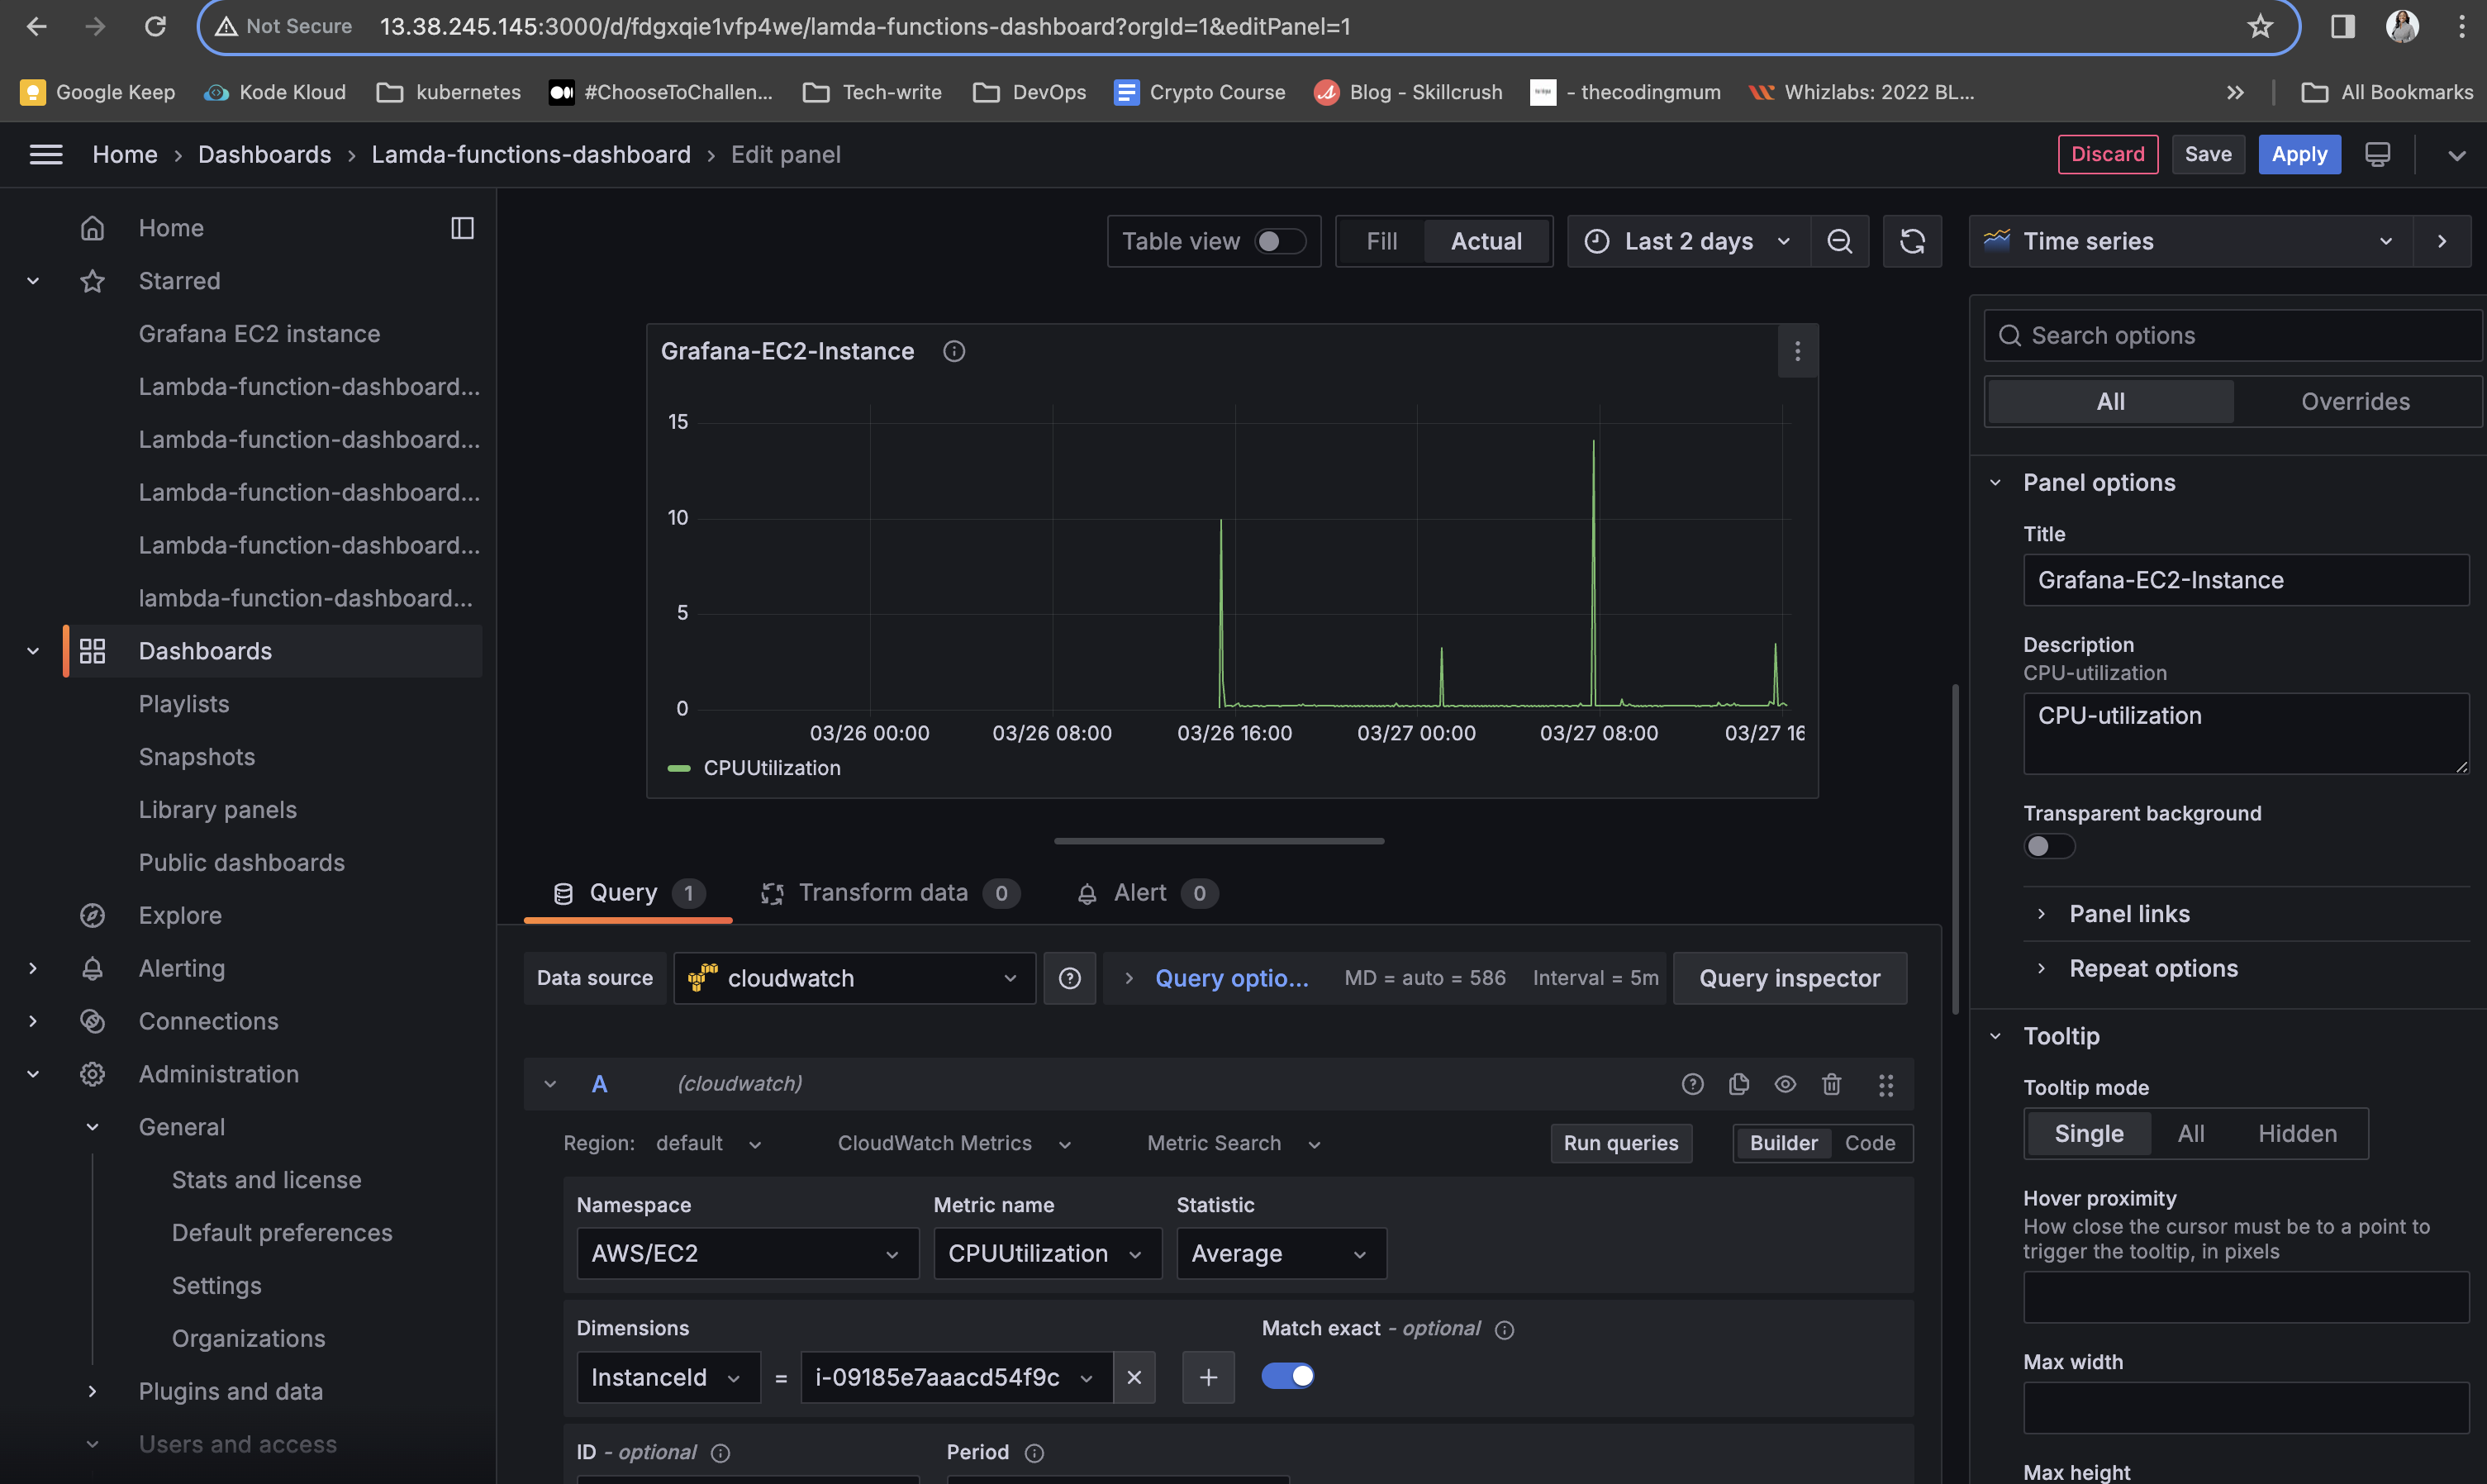 Not Secure 13.38.245.145:3000/d/fdgxqie1vfp4we/lamda-functions-dashboard?orgId=1&editPanel=1
Google Keep Kode Kloud kubernetes #ChooseToChallen... Tech-write DevOps Crypto Course Blog - Skillcrush - thecodingmum Whizlabs: 2022 BL... » All Bookmarks
Home › Dashboards › Lamda-functions-dashboard › Edit panel Discard Save Apply
Home
Starred
Grafana EC2 instance
Lambda-function-dashboard...
Lambda-function-dashboard...
Lambda-function-dashboard...
Lambda-function-dashboard...
lambda-function-dashboard...
Dashboards
Playlists
Snapshots
Library panels
Public dashboards
Explore
Alerting
Connections
Administration
General
Stats and license
Default preferences
Settings
Organizations
Plugins and data
Users and access
Table view Fill Actual Last 2 days
Grafana-EC2-Instance
15
10
5
0
03/26 00:00 03/26 08:00 03/26 16:00 03/27 00:00 03/27 08:00 03/27 16
CPUUtilization
Query 1 Transform data 0 Alert 0
Data source cloudwatch Query optio... MD = auto = 586 Interval = 5m Query inspector
A (cloudwatch)
Region: default CloudWatch Metrics Metric Search Run queries Builder Code
Namespace Metric name Statistic
AWS/EC2 CPUUtilization Average
Dimensions Match exact - optional
InstanceId = i-09185e7aaacd54f9c
ID - optional Period
Time series
Search options
All Overrides
Panel options
Title
Grafana-EC2-Instance
Description
CPU-utilization
CPU-utilization
Transparent background
Panel links
Repeat options
Tooltip
Tooltip mode
Single All Hidden
Hover proximity
How close the cursor must be to a point to
trigger the tooltip, in pixels
Max width
Max height